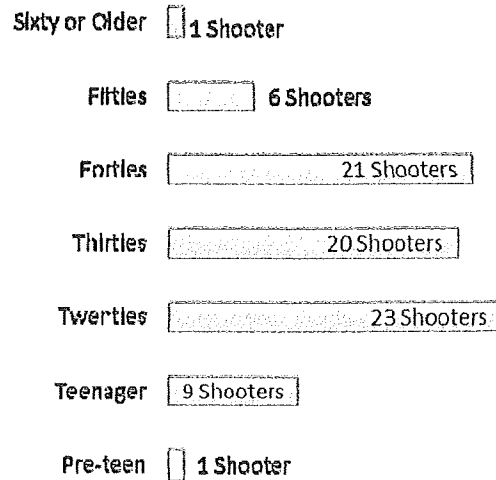 Sixty or Older 1 Shooter
Fifties 6 Shooters
Forties 21 Shooters
Thirties 20 Shooters
Twenties 23 Shooters
Teenager 9 Shooters
Pre-teen 1 Shooter